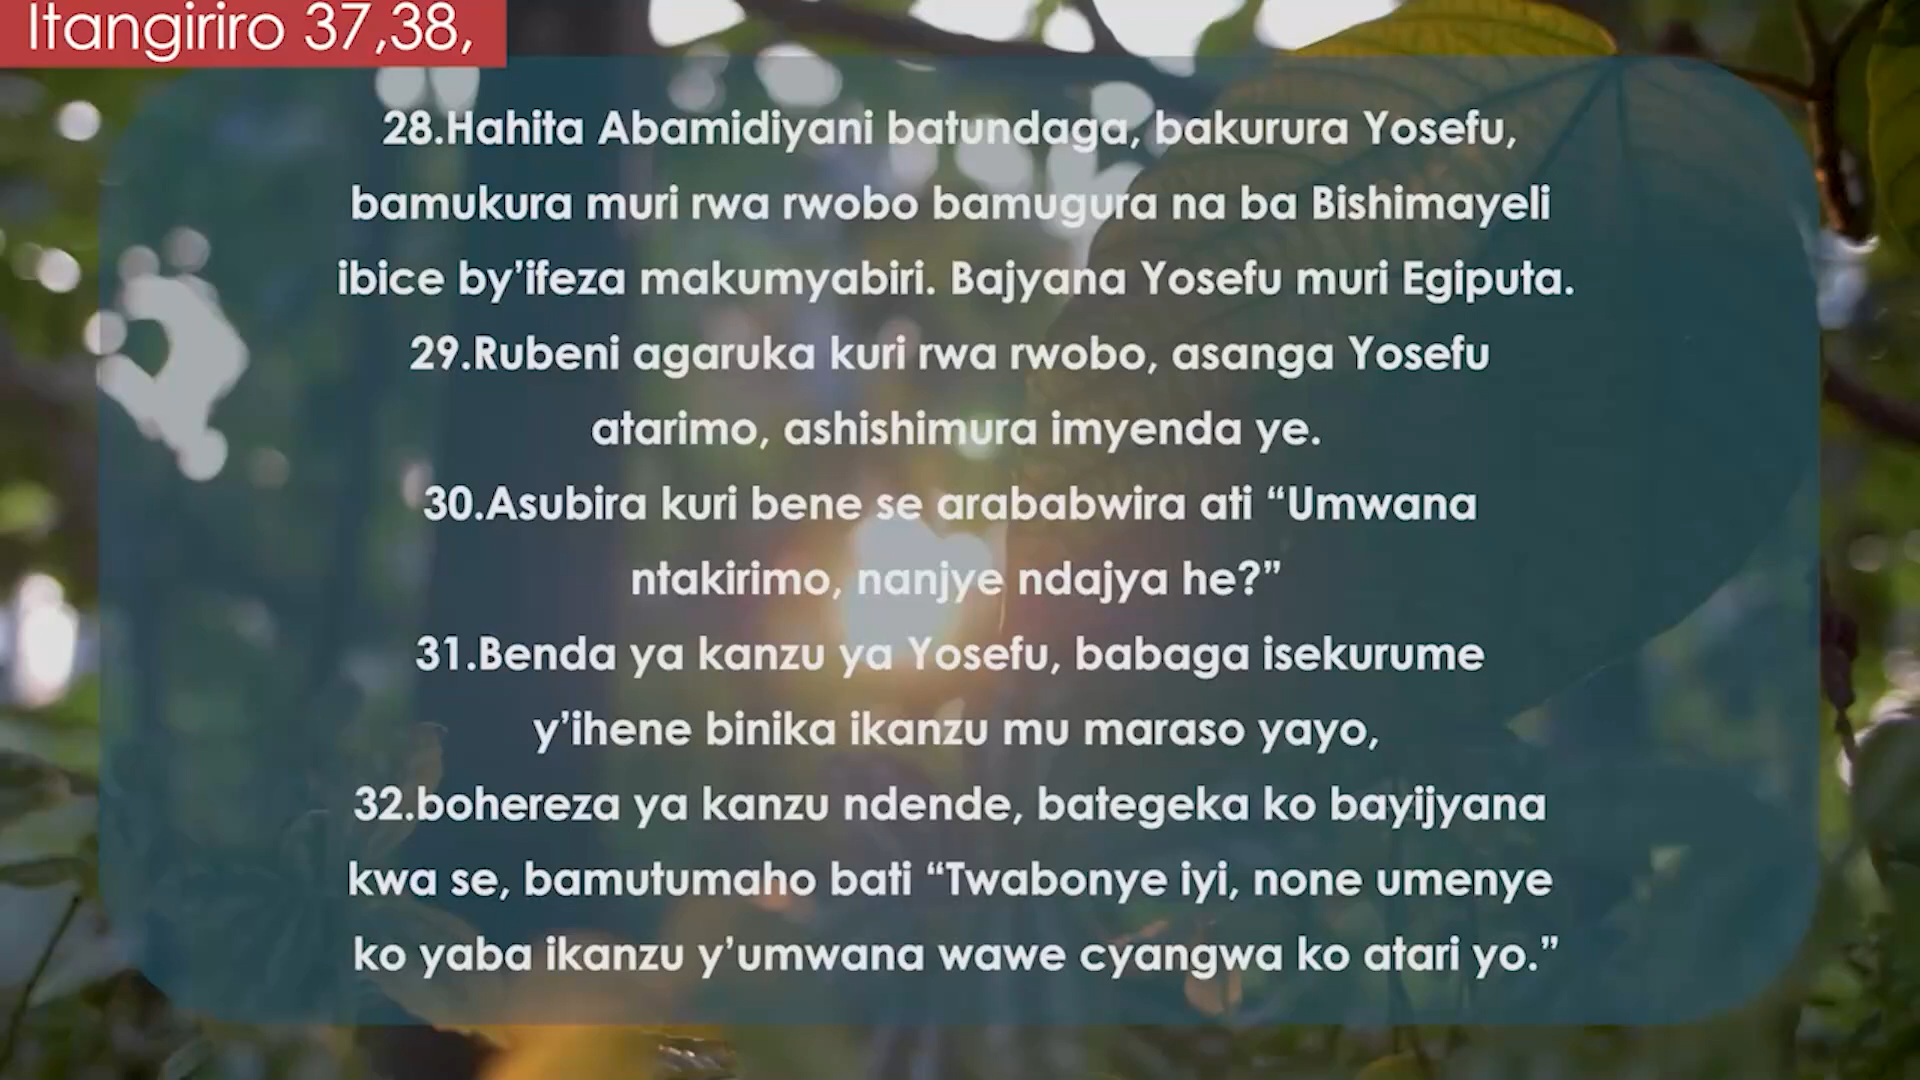 Itangiriro 37,38,
28.Hahita Abamidiyani batundaga, bakurura Yosefu,
bamukura muri rwa rwobo bamugura na ba Bishimayeli
ibice by’ifeza makumyabiri. Bajyana Yosefu muri Egiputa.
29.Rubeni agaruka kuri rwa rwobo, asanga Yosefu
atarimo, ashishimura imyenda ye.
30.Asubira kuri bene se arababwira ati “Umwana
ntakirimo, nanjye ndajya he?”
31.Benda ya kanzu ya Yosefu, babaga isekurume
y’ihene binika ikanzu mu maraso yayo,
32.bohereza ya kanzu ndende, bategeka ko bayijyana
kwa se, bamutumaho bati “Twabonye iyi, none umenye
ko yaba ikanzu y’umwana wawe cyangwa ko atari yo.”